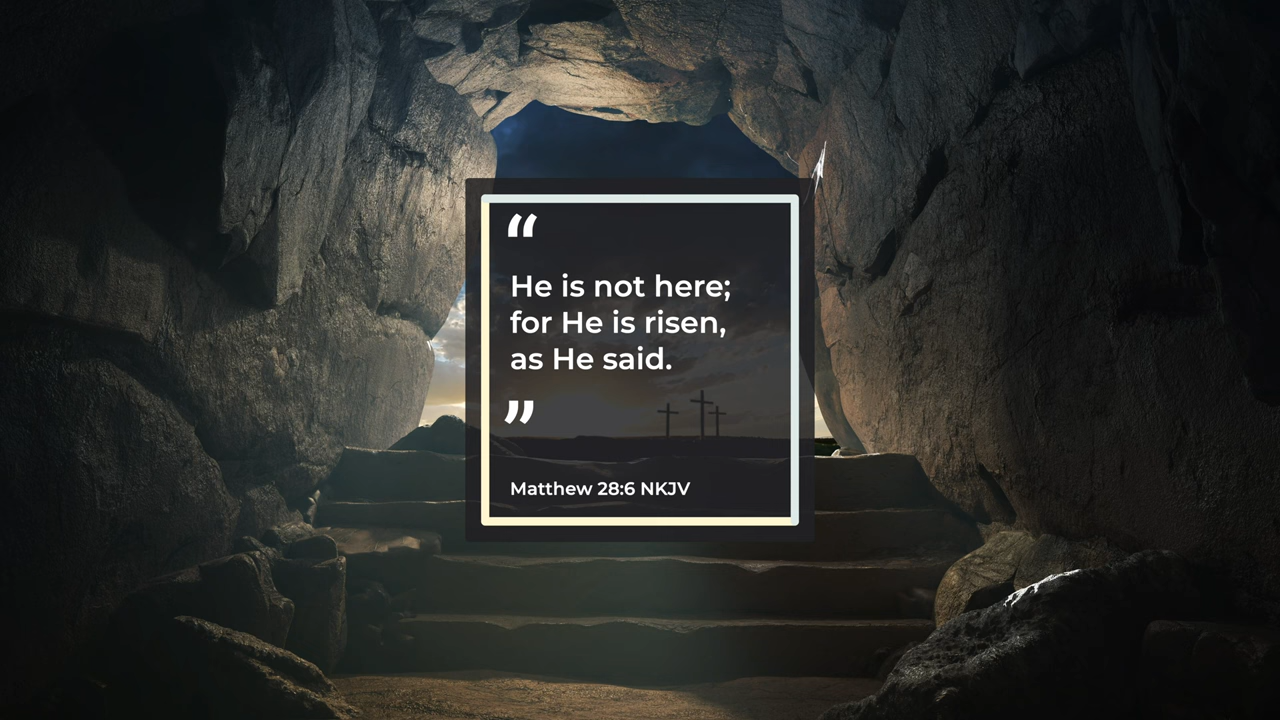 “
He is not here;
for He is risen,
as He said.
”
Matthew 28:6 NKJV